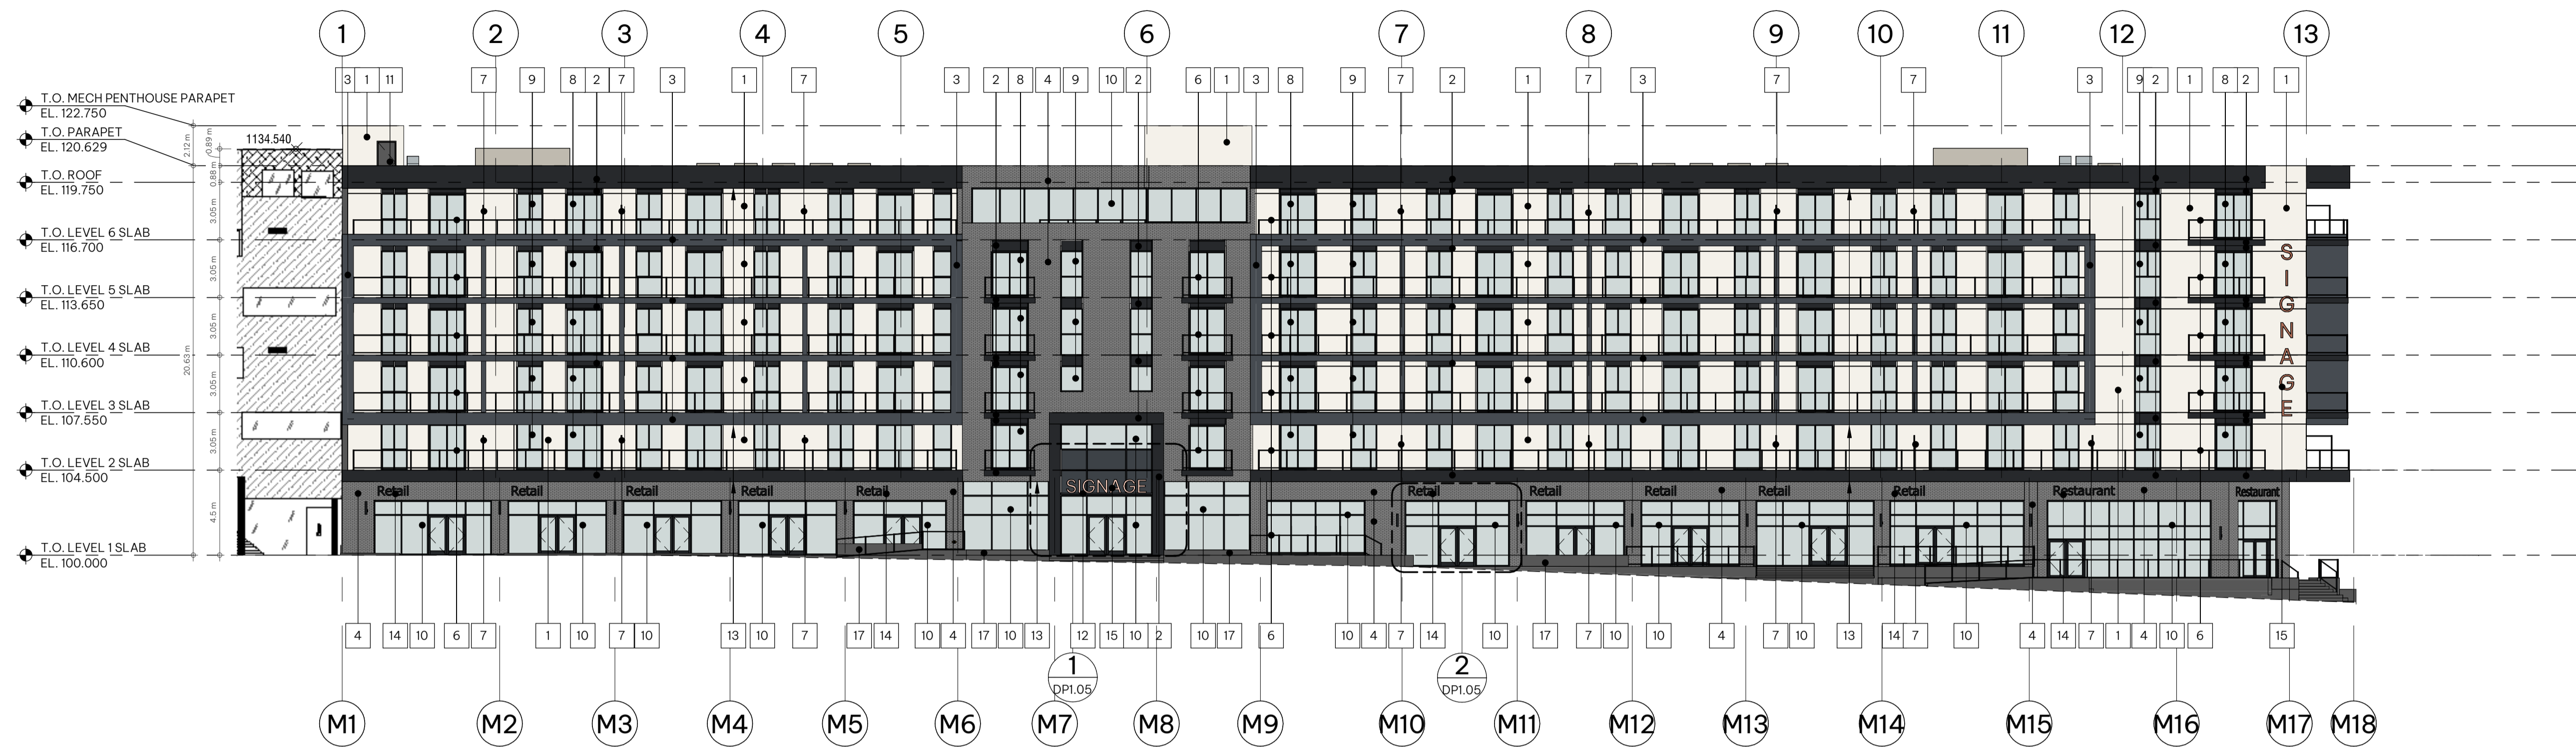 1 2 3 4 5 6 7 8 9 10 11 12 13
3 1 11 7 9 8 2 7 3 1 7 3 2 8 4 9 10 2 6 1 3 8 9 7 2 1 7 3 7 7 3 9 2 1 8 2 1
T.O. MECH PENTHOUSE PARAPET
EL. 122.750
T.O. PARAPET
EL. 120.629
T.O. ROOF
EL. 119.750
T.O. LEVEL 6 SLAB
EL. 116.700
T.O. LEVEL 5 SLAB
EL. 113.650
T.O. LEVEL 4 SLAB
EL. 110.600
T.O. LEVEL 3 SLAB
EL. 107.550
T.O. LEVEL 2 SLAB
EL. 104.500
T.O. LEVEL 1 SLAB
EL. 100.000
2.12 m
0.89 m
0.88 m
3.05 m
3.05 m
3.05 m
3.05 m
3.05 m
20.63 m
4.5 m
1134.540
SIGNAGE
SIGNAGE
Retail Retail Retail Retail Retail Retail Retail Retail Retail Retail Restaurant Restaurant
4 14 10 6 7 1 10 7 10 13 10 7 17 14 10 4 17 10 13 12 15 10 2 10 17 6 10 4 7 14 10 17 7 10 10 4 7 10 13 14 7 10 4 14 7 1 4 10 6 15
1
DP1.05
2
DP1.05
M1 M2 M3 M4 M5 M6 M7 M8 M9 M10 M11 M12 M13 M14 M15 M16 M17 M18